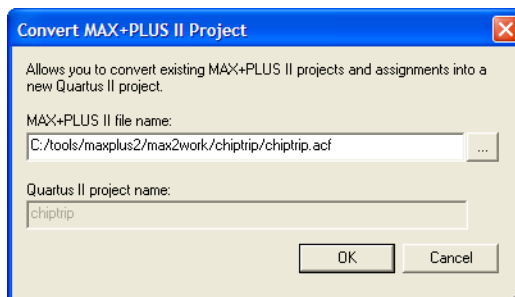 Convert MAX+PLUS II Project
Allows you to convert existing MAX+PLUS II projects and assignments into a
new Quartus II project.
MAX+PLUS II file name:
C:/tools/maxplus2/max2work/chiptrip/chiptrip.acf
...
Quartus II project name:
chiptrip
OK
Cancel